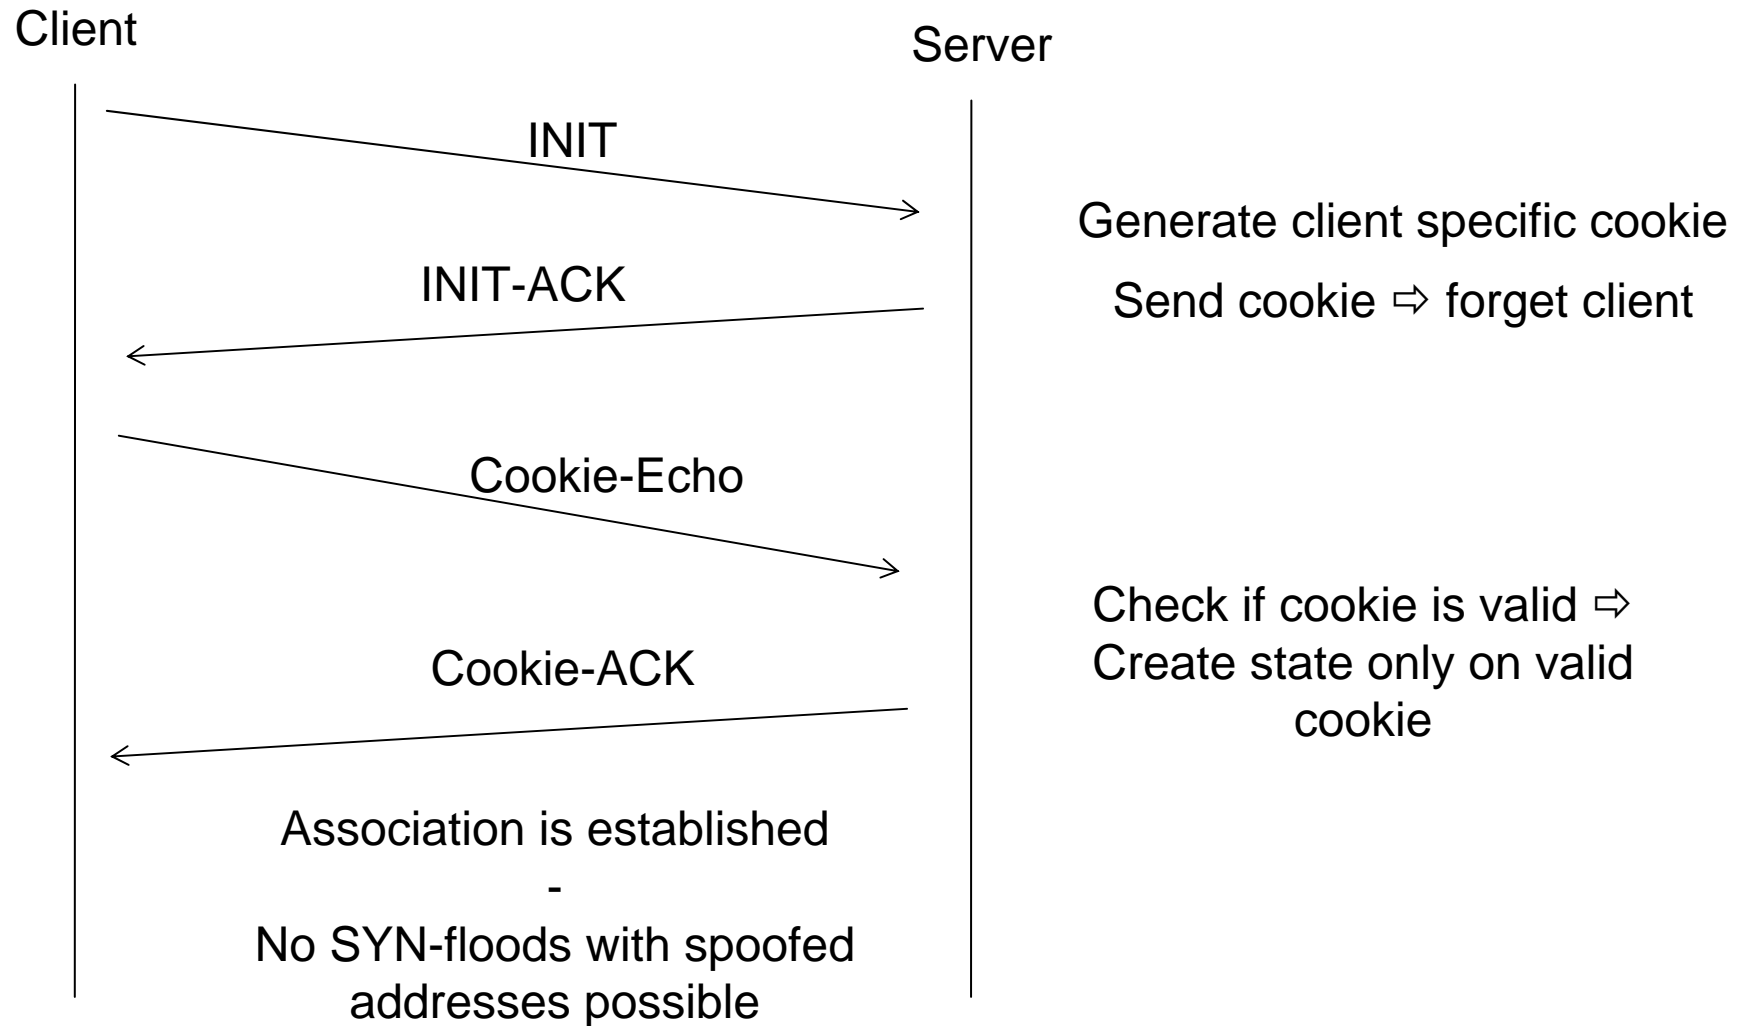 Client
Server
INIT
Generate client specific cookie
INIT-ACK
Send cookie ⇨ forget client
Cookie-Echo
Check if cookie is valid ⇨
Create state only on valid
cookie
Cookie-ACK
Association is established
-
No SYN-floods with spoofed
addresses possible